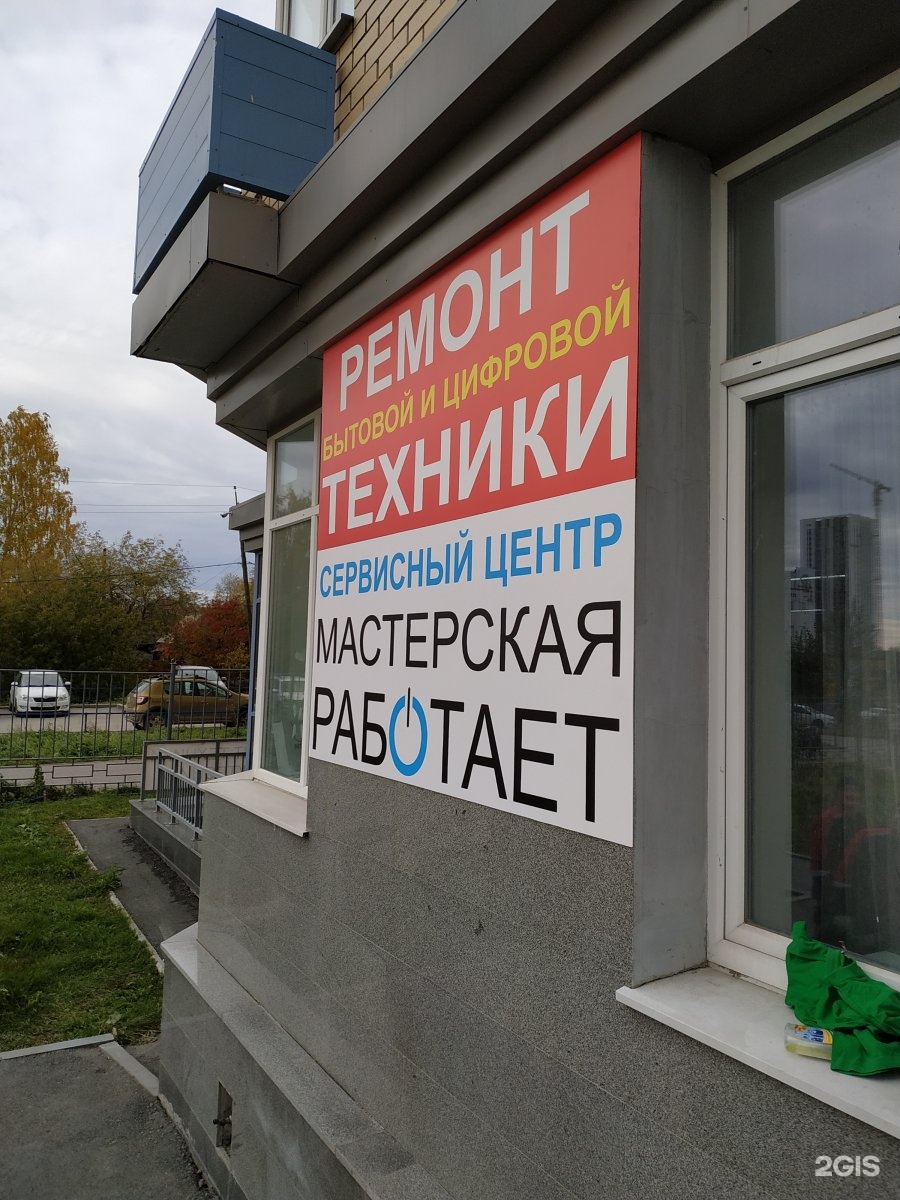 РЕМОНТ
БЫТОВОЙ И ЦИФРОВОЙ
ТЕХНИКИ
СЕРВИСНЫЙ ЦЕНТР
МАСТЕРСКАЯ
РАБОТАЕТ
2GIS